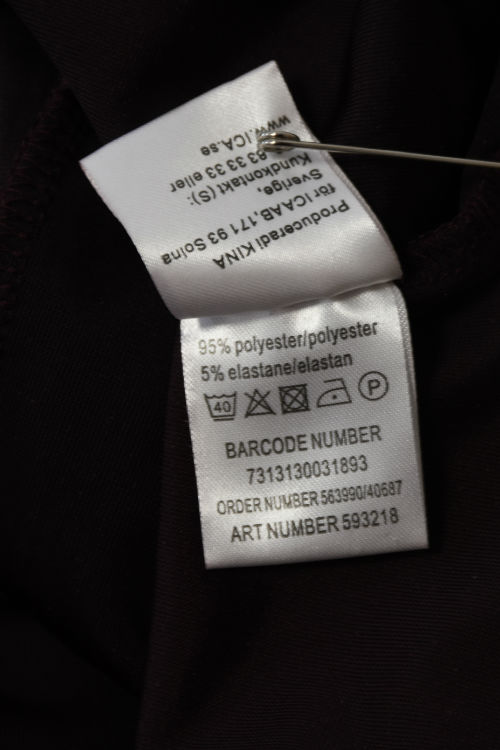 Producerad i KINA
för ICA AB, 171 93 Solna
Sverige,
Kundkontakt (S):
83 33 33 eller
www.ICA.se
95% polyester/polyester
5% elastane/elastan
40
P
BARCODE NUMBER
7313130031893
ORDER NUMBER 563990/40687
ART NUMBER 593218